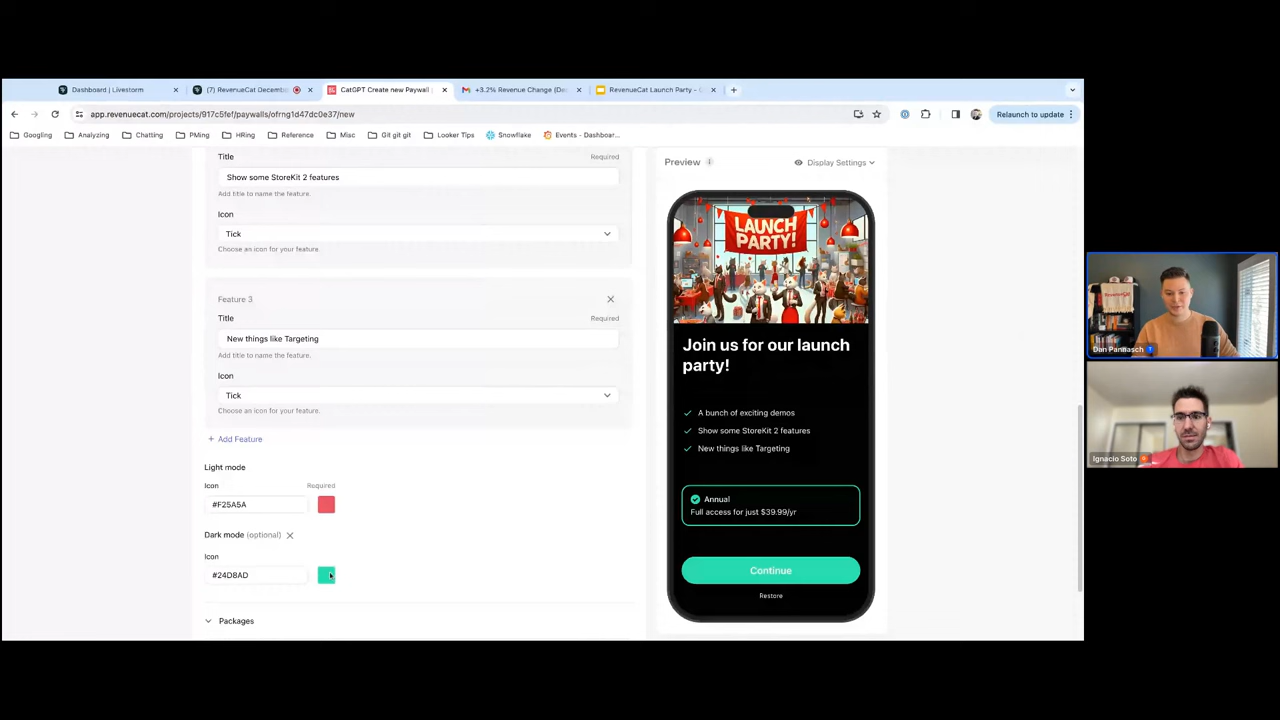 Dashboard | Livestorm
(7) RevenueCat Decemb
CatGPT Create new Paywall
+3.2% Revenue Change (De
RevenueCat Launch Party -
app.revenuecat.com/projects/917c5fef/paywalls/ofrng1d47dc0e37/new
Relaunch to update
Googling
Analyzing
Chatting
PMing
HRing
Reference
Misc
Git git git
Looker Tips
Snowflake
Events - Dashboar...
Title
Required
Show some StoreKit 2 features
Add title to name the feature.
Icon
Tick
Choose an icon for your feature.
Feature 3
Title
Required
New things like Targeting
Add title to name the feature.
Icon
Tick
Choose an icon for your feature.
+ Add Feature
Light mode
Icon
Required
#F25A5A
Dark mode (optional)
Icon
#24D8AD
Packages
Preview
Display Settings
LAUNCH
PARTY!
Join us for our launch
party!
A bunch of exciting demos
Show some StoreKit 2 features
New things like Targeting
Annual
Full access for just $39.99/yr
Continue
Restore
Dan Pannasch
Ignacio Soto